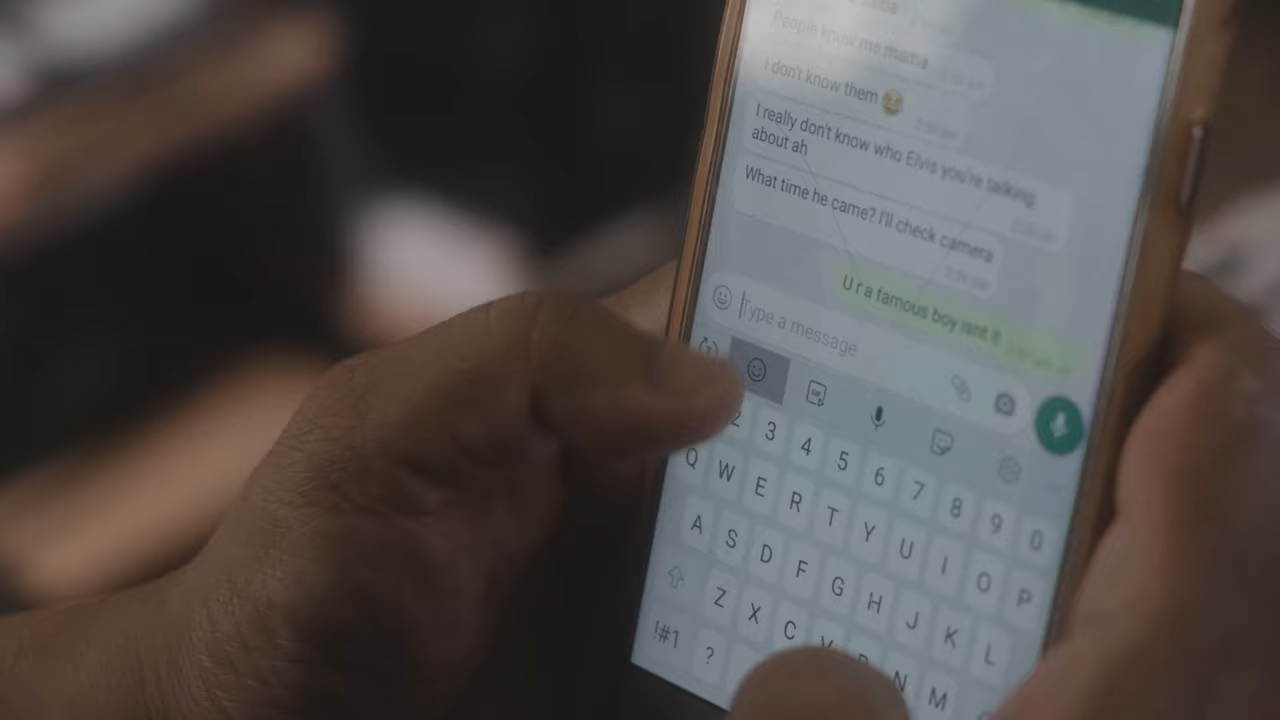 People know me mama
I don't know them 😂
I really don't know who Elvis you're talking
about ah
What time he came? I'll check camera
U r a famous boy isnt it
Type a message
2 3 4 5 6 7 8 9 0
Q W E R T Y U I O P
A S D F G H J K L
Z X C V B N M
!#1 ?